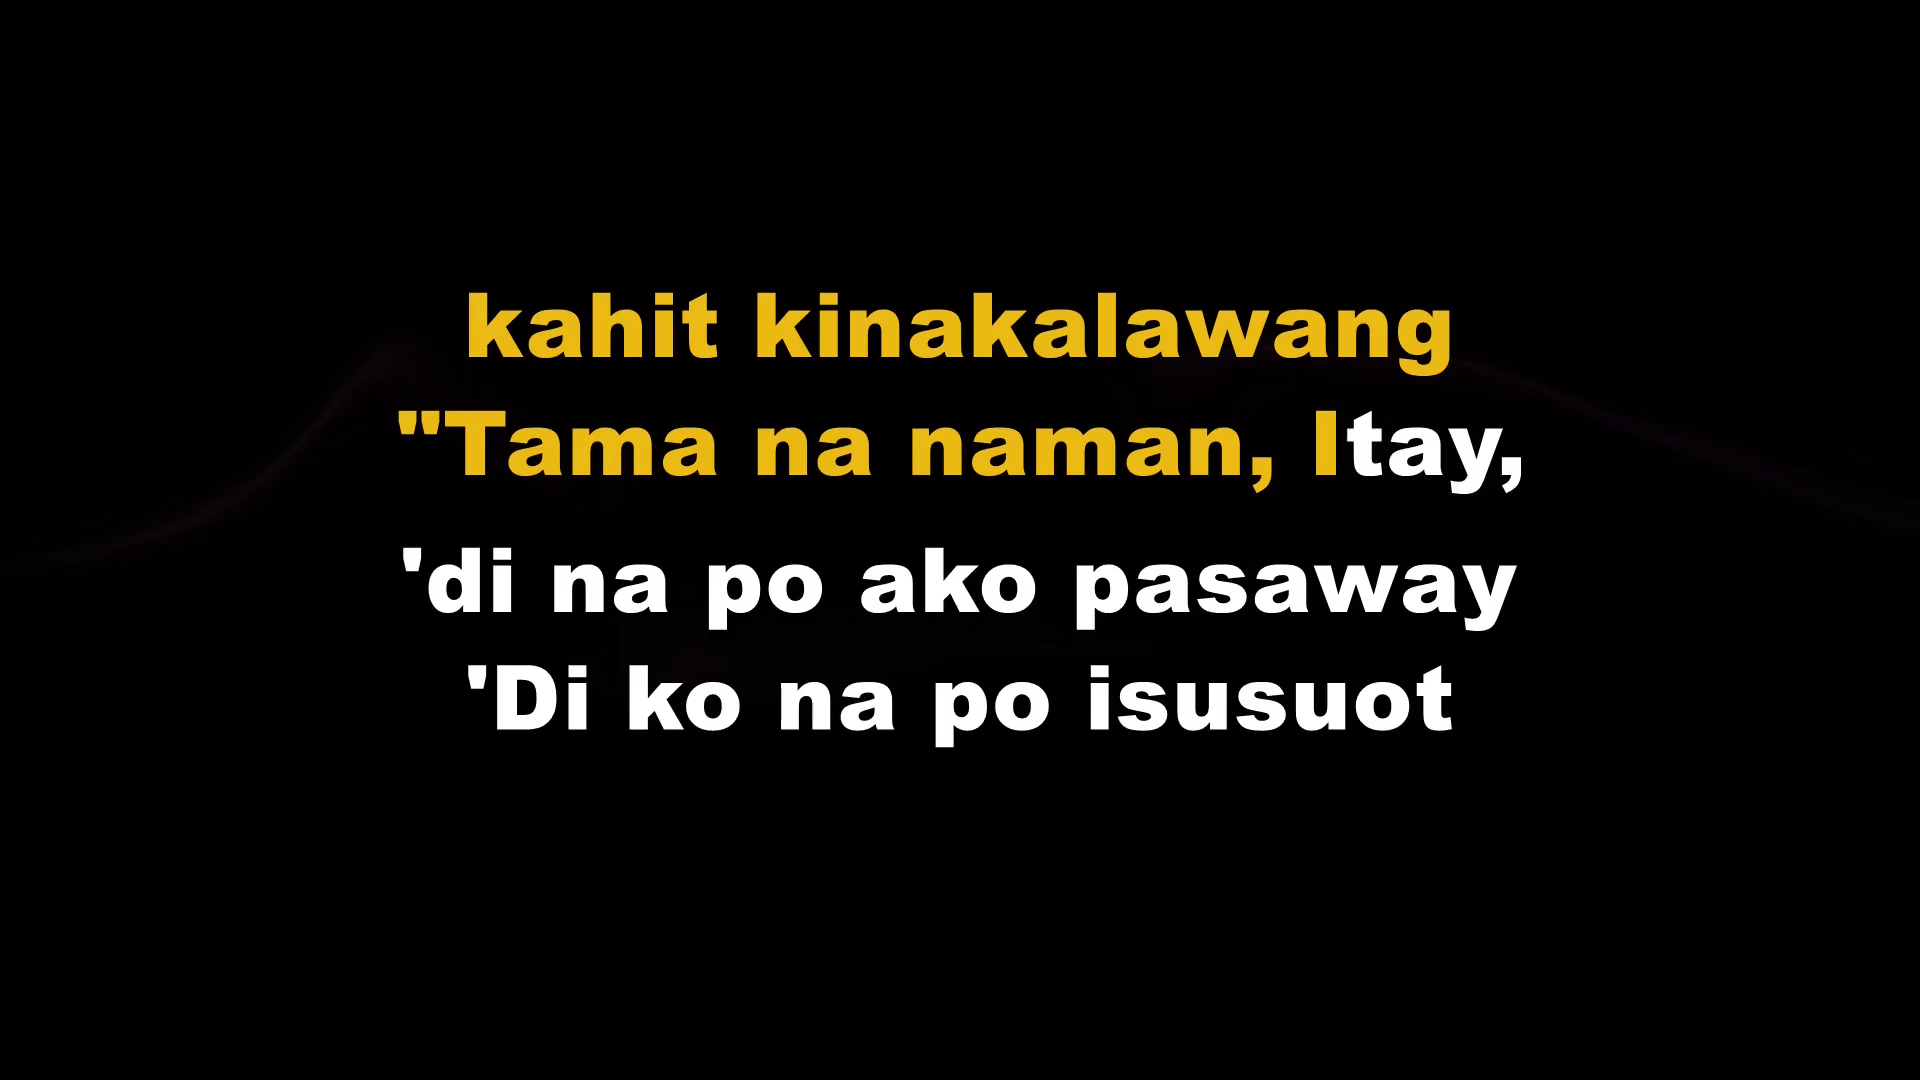 kahit kinakalawang
"Tama na naman, Itay,
'di na po ako pasaway
'Di ko na po isusuot